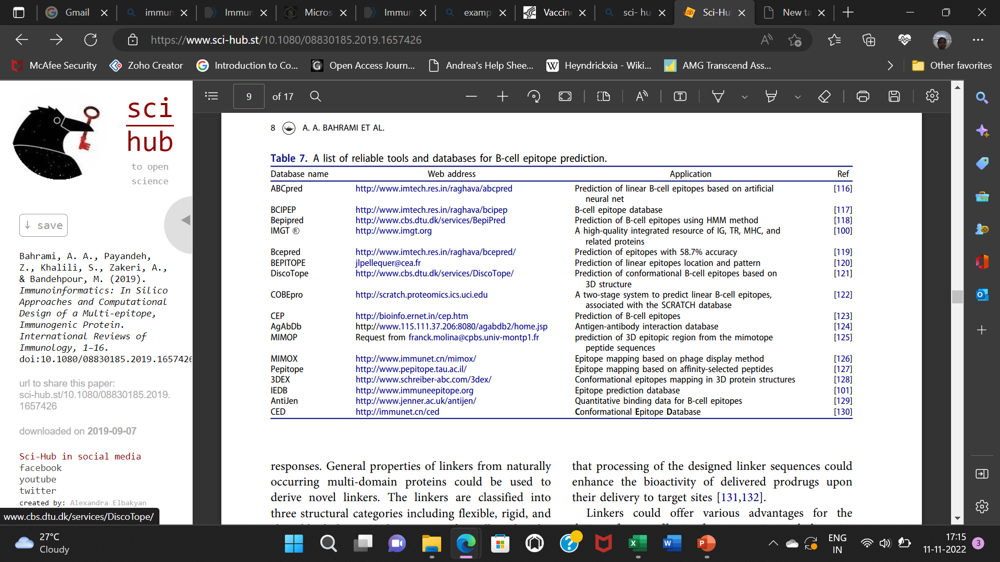 Gmail
immun
Immun
Micros
Immun
examp
Vaccin
sci- hu
Sci-Hu
New ta
https://www.sci-hub.st/10.1080/08830185.2019.1657426
McAfee Security
Zoho Creator
Introduction to Co...
Open Access Journ...
Andrea's Help Shee...
Heyndrickxia - Wiki...
AMG Transcend Ass...
Other favorites
9 of 17
sci
hub
to open
science
↓ save
Bahrami, A. A., Payandeh,
Z., Khalili, S., Zakeri, A.,
& Bandehpour, M. (2019).
Immunoinformatics: In Silico
Approaches and Computational
Design of a Multi-epitope,
Immunogenic Protein.
International Reviews of
Immunology, 1–16.
doi:10.1080/08830185.2019.1657426
url to share this paper:
sci-hub.st/10.1080/08830185.2019.
1657426
downloaded on 2019-09-07
Sci-Hub in social media
facebook
youtube
twitter
created by: Alexandra Elbakyan
www.cbs.dtu.dk/services/DiscoTope/
8 A. A. BAHRAMI ET AL.
Table 7. A list of reliable tools and databases for B-cell epitope prediction.
Database name Web address Application Ref
ABCpred http://www.imtech.res.in/raghava/abcpred Prediction of linear B-cell epitopes based on artificial [116]
neural net
BCIPEP http://www.imtech.res.in/raghava/bcipep B-cell epitope database [117]
Bepipred http://www.cbs.dtu.dk/services/BepiPred Prediction of B-cell epitopes using HMM method [118]
IMGT ® http://www.imgt.org A high-quality integrated resource of IG, TR, MHC, and [100]
related proteins
Bcepred http://www.imtech.res.in/raghava/bcepred/ Prediction of epitopes with 58.7% accuracy [119]
BEPITOPE jlpellequer@cea.fr Prediction of linear epitopes location and pattern [120]
DiscoTope http://www.cbs.dtu.dk/services/DiscoTope/ Prediction of conformational B-cell epitopes based on [121]
3D structure
COBEpro http://scratch.proteomics.ics.uci.edu A two-stage system to predict linear B-cell epitopes, [122]
associated with the SCRATCH database
CEP http://bioinfo.ernet.in/cep.htm Prediction of B-cell epitopes [123]
AgAbDb http://www.115.111.37.206:8080/agabdb2/home.jsp Antigen-antibody interaction database [124]
MIMOP Request from franck.molina@cpbs.univ-montp1.fr prediction of 3D epitopic region from the mimotope [125]
peptide sequences
MIMOX http://www.immunet.cn/mimox/ Epitope mapping based on phage display method [126]
Pepitope http://www.pepitope.tau.ac.il/ Epitope mapping based on affinity-selected peptides [127]
3DEX http://www.schreiber-abc.com/3dex/ Conformational epitopes mapping in 3D protein structures [128]
IEDB http://www.immuneepitope.org Epitope prediction database [101]
AntiJen http://www.jenner.ac.uk/antijen/ Quantitative binding data for B-cell epitopes [129]
CED http://immunet.cn/ced Conformational Epitope Database [130]
responses. General properties of linkers from naturally
occurring multi-domain proteins could be used to
derive novel linkers. The linkers are classified into
three structural categories including flexible, rigid, and
that processing of the designed linker sequences could
enhance the bioactivity of delivered prodrugs upon
their delivery to target sites [131,132].
Linkers could offer various advantages for the
27°C
Cloudy
ENG
IN
17:15
11-11-2022
3